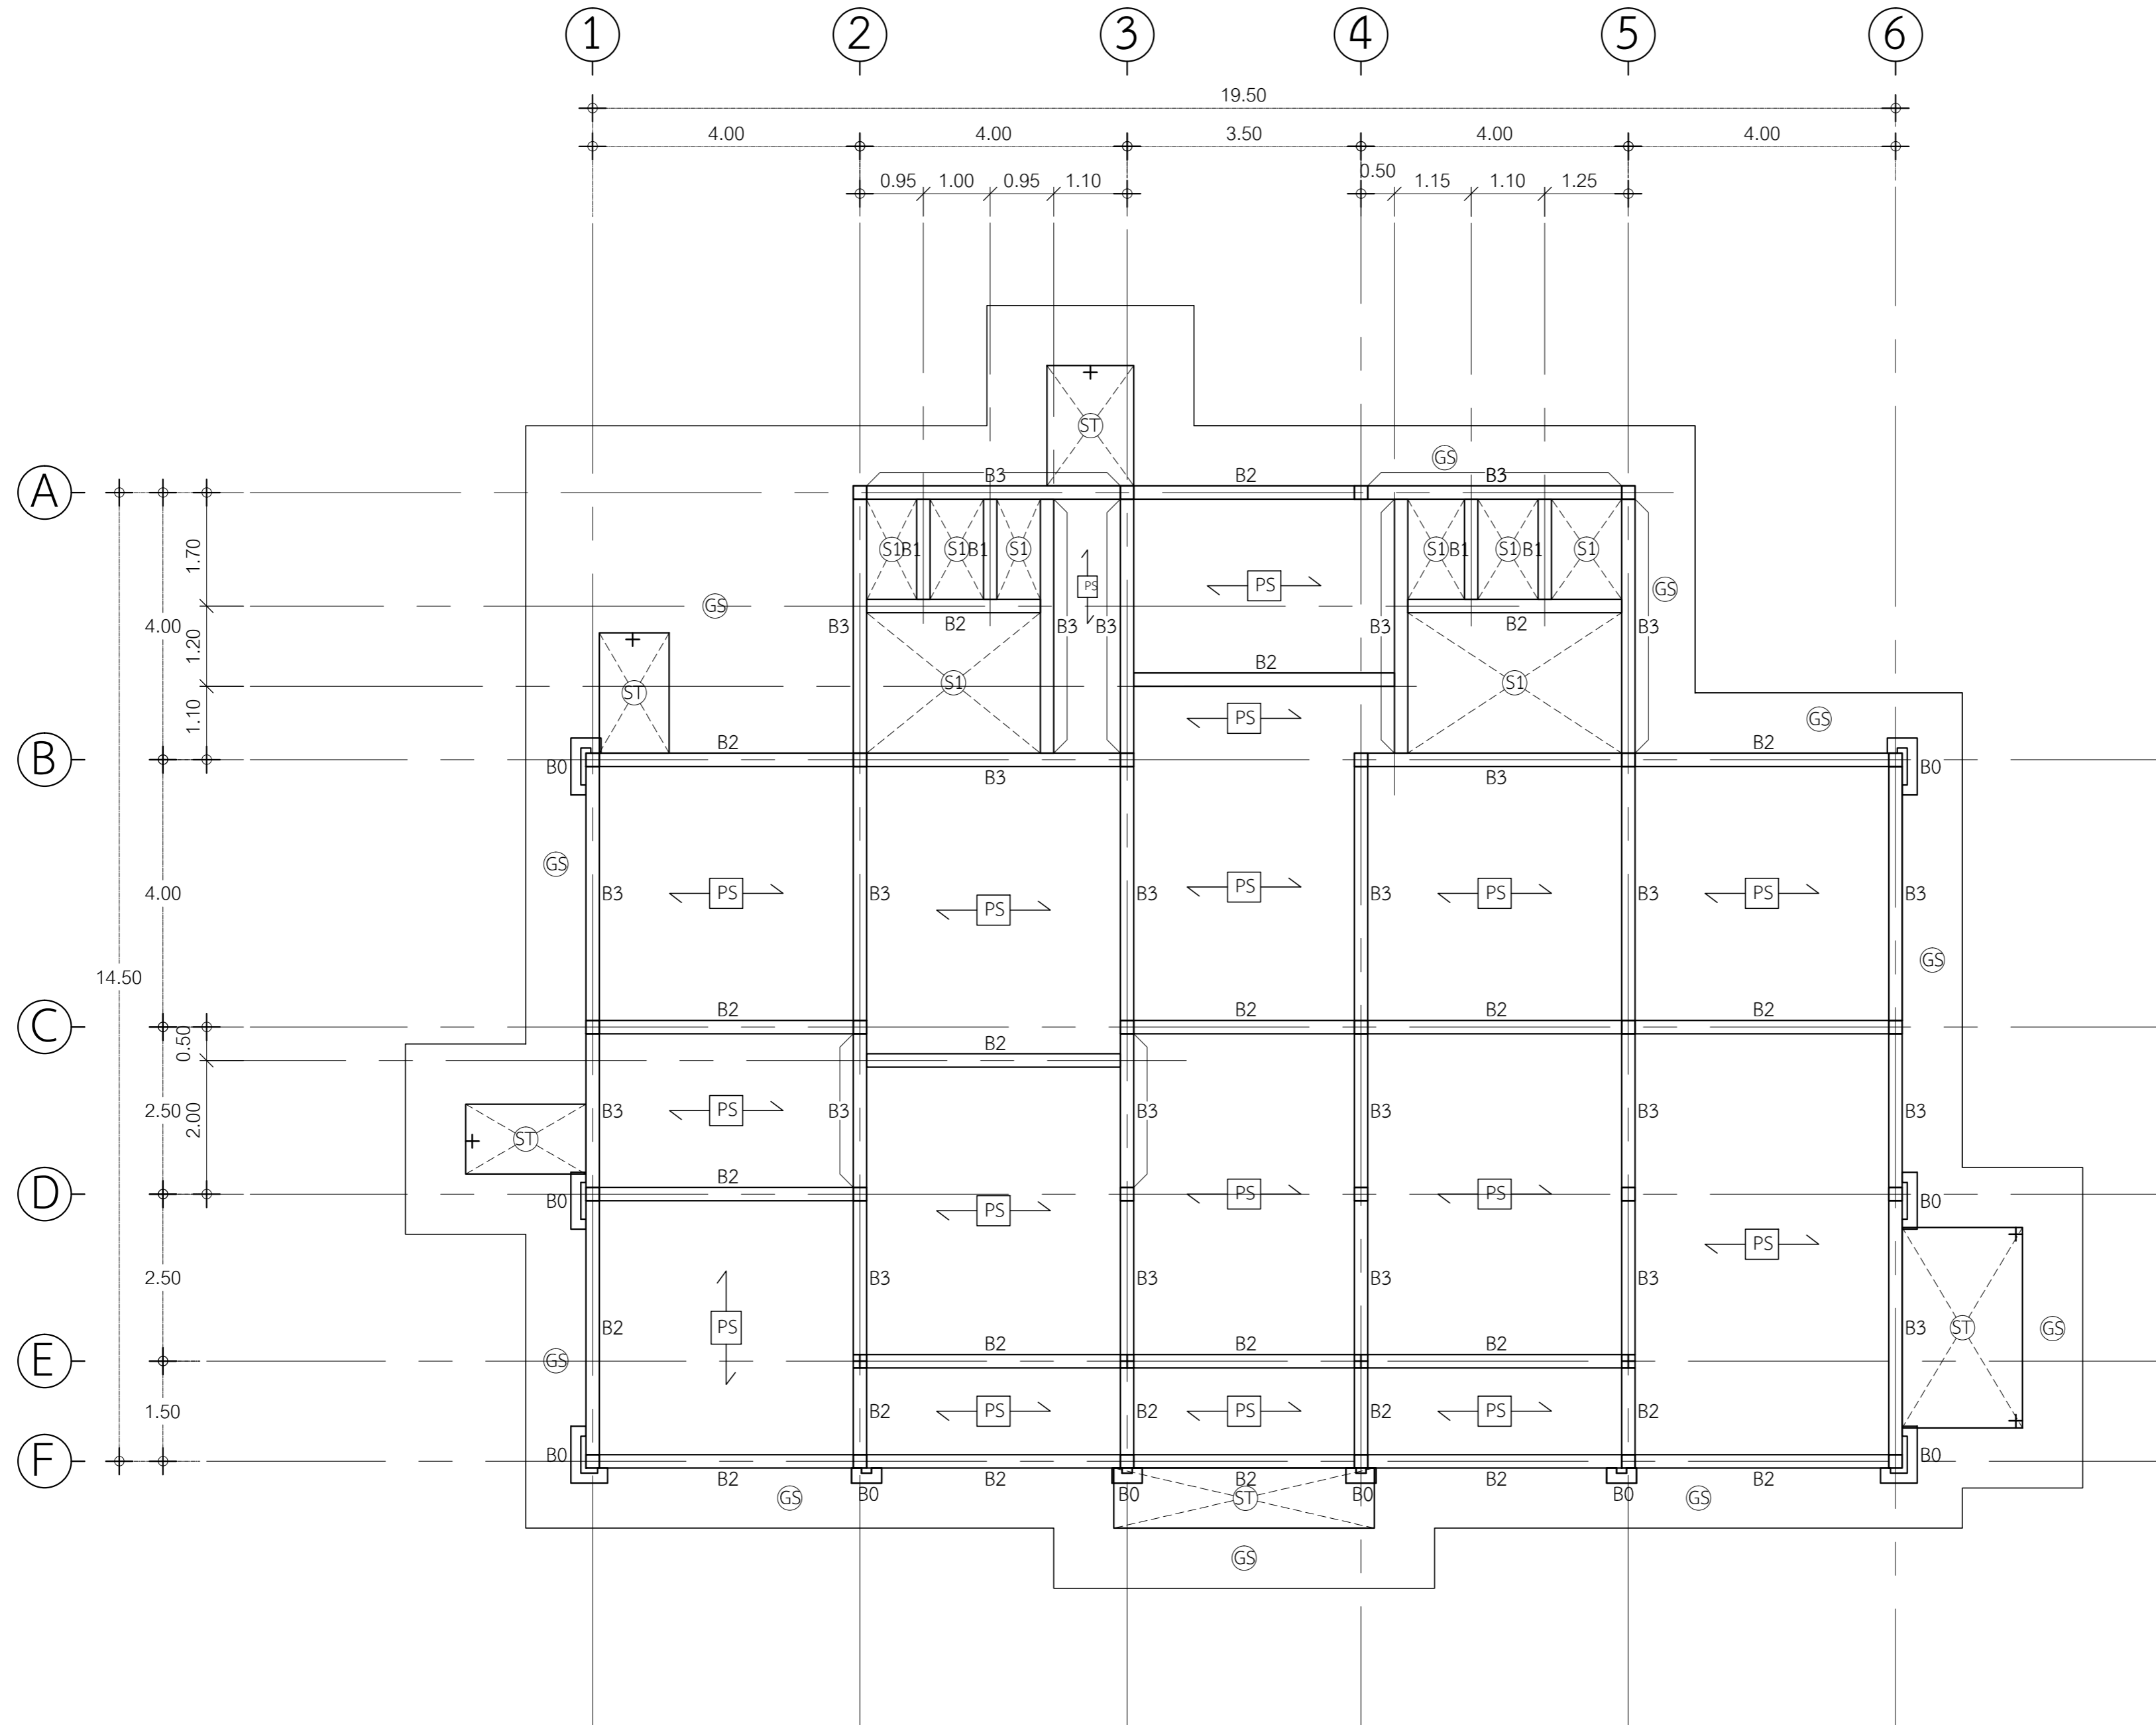 1 2 3 4 5 6
19.50
4.00 4.00 3.50 4.00 4.00
0.50
0.95 1.00 0.95 1.10 1.15 1.10 1.25
ST
GS
B3 B2 B3
A
1.70
S1 B1 S1 B1 S1 S1 B1 S1 B1 S1
PS PS GS
GS
4.00 B3 B2 B3 B3 B3 B2 B3
1.20
B2
ST S1 S1
1.10
PS GS
B2 B2
B B0 B0
B3 B3
GS
PS PS
4.00 B3 PS B3 B3 B3 PS PS B3
PS
GS
14.50
B2 B2 B2 B2
C
0.50
B2
2.50 B3 PS B3 B3 B3 B3 B3
2.00
ST
B2
D B0 PS PS B0
PS
PS
2.50 B3 B3 B3 B3
PS
B2 B3 ST GS
B2 B2 B2
E GS
1.50 PS B2 PS B2 PS B2
B2
F B0 B0
B2 B2 B2 B2 B2
GS B0 B0 ST B0 B0 GS
GS